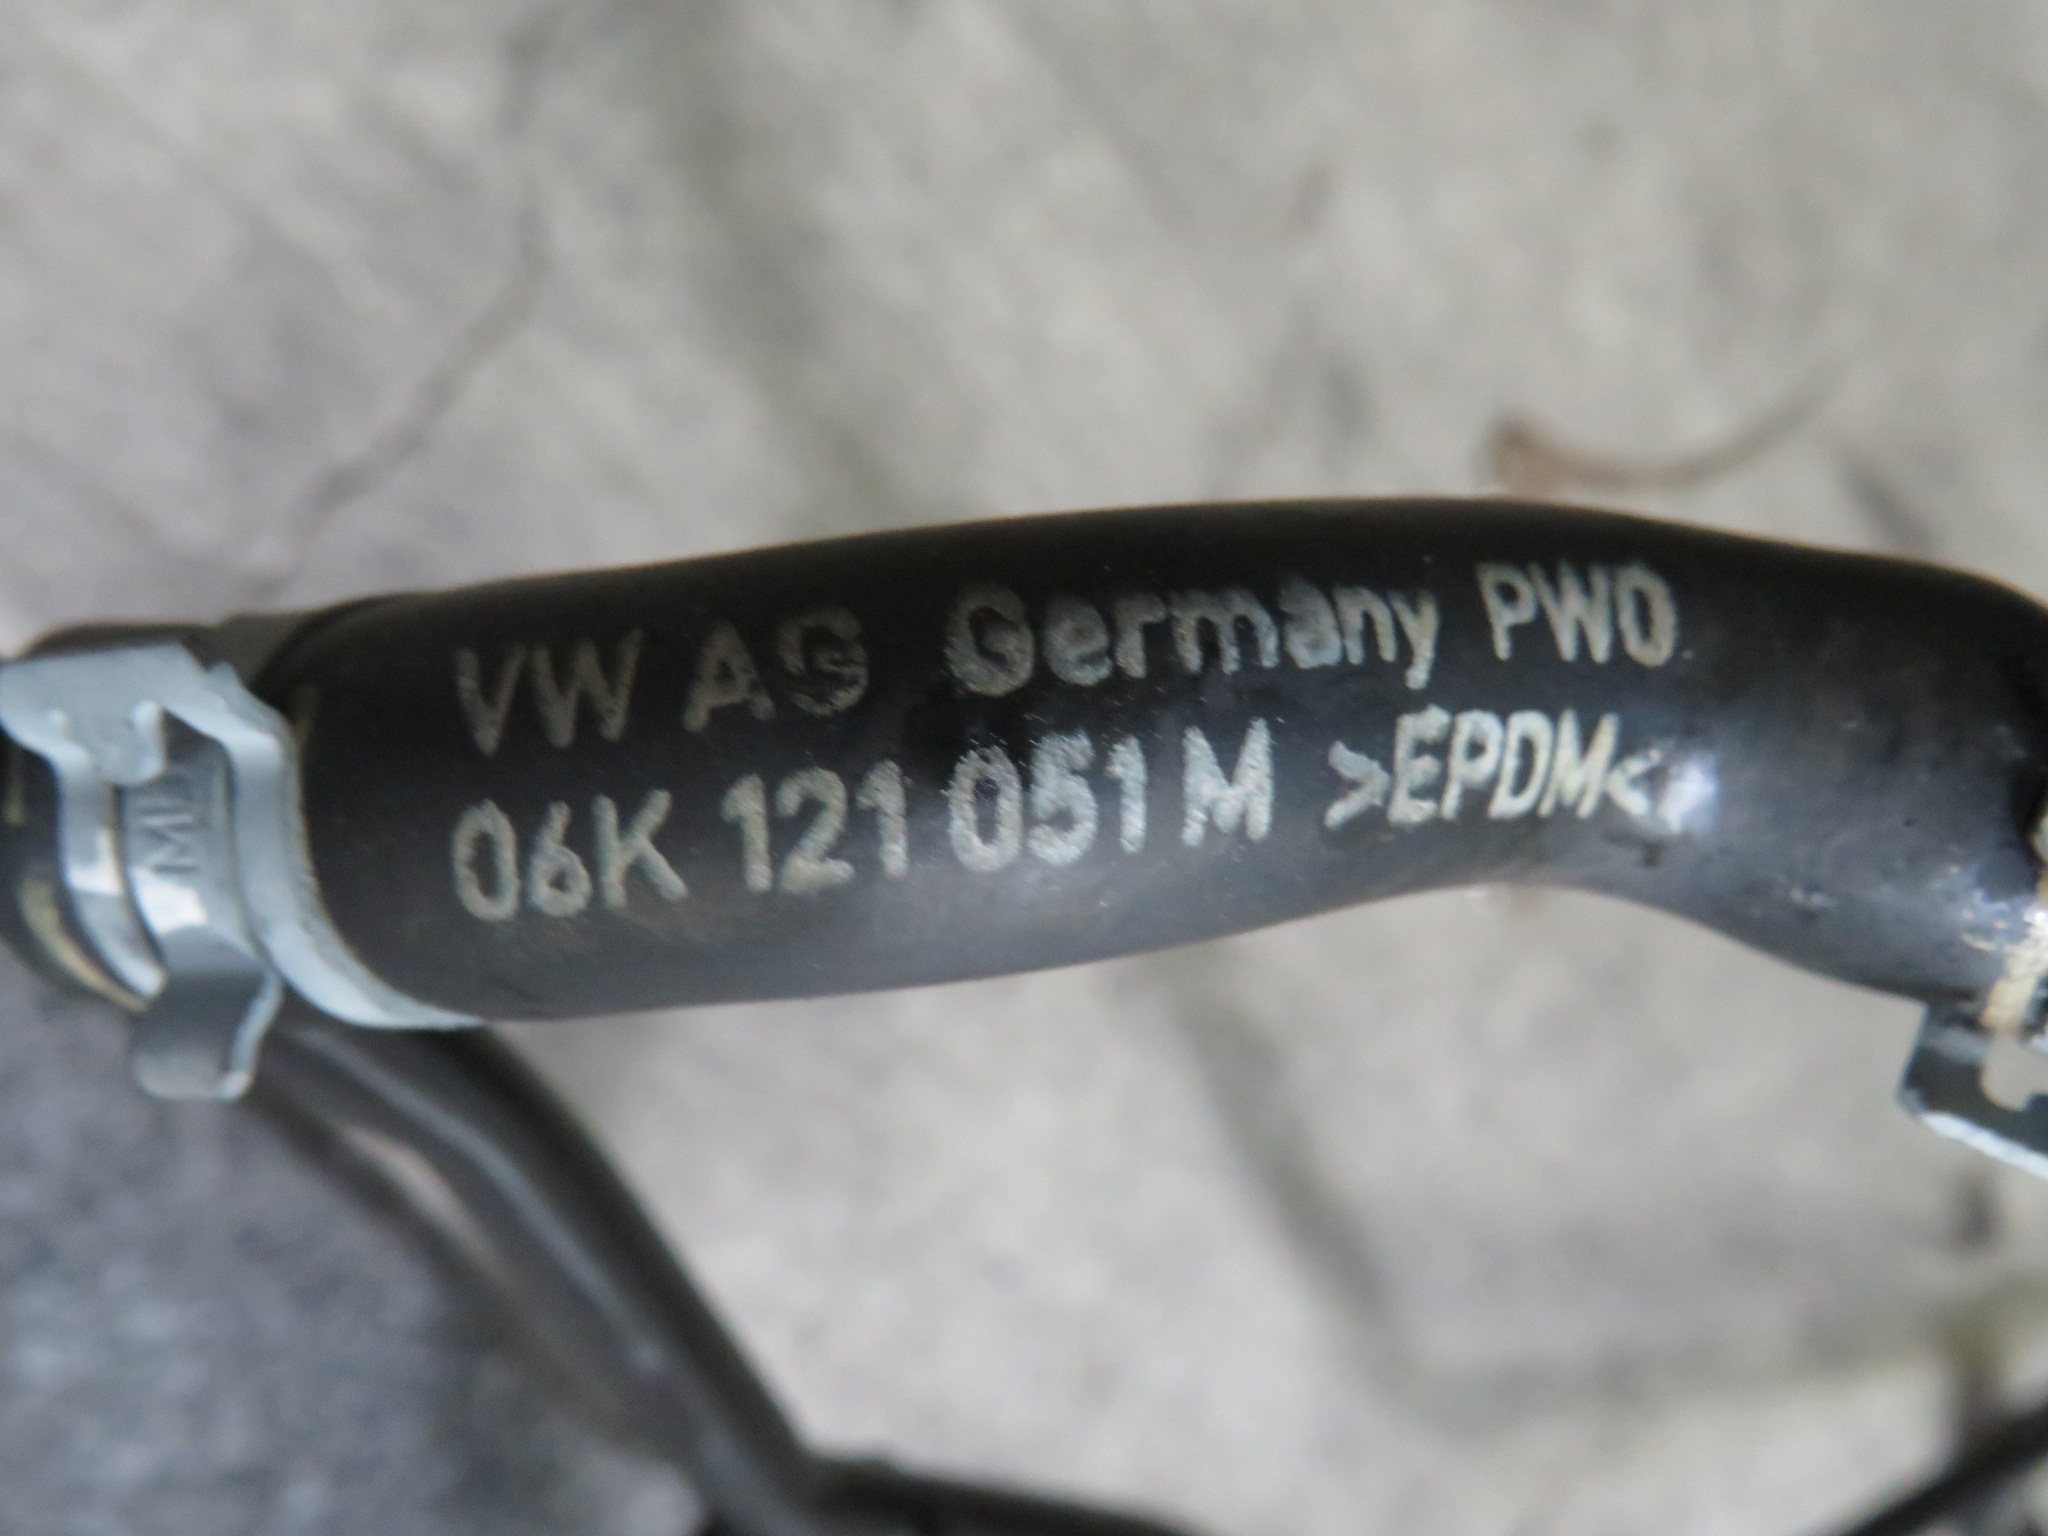 VW AG Germany PWO
06K 121 051 M >EPDM<